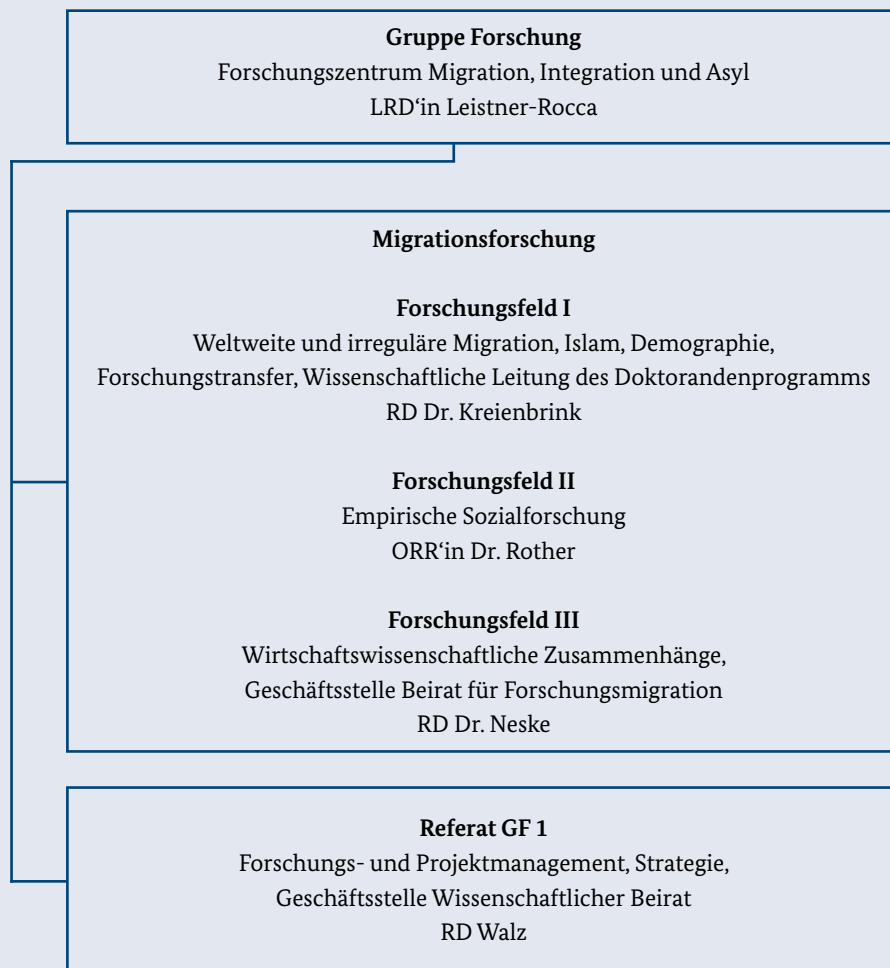 Gruppe Forschung
Forschungszentrum Migration, Integration und Asyl
LRD‘in Leistner-Rocca
Migrationsforschung
Forschungsfeld I
Weltweite und irreguläre Migration, Islam, Demographie,
Forschungstransfer, Wissenschaftliche Leitung des Doktorandenprogramms
RD Dr. Kreienbrink
Forschungsfeld II
Empirische Sozialforschung
ORR‘in Dr. Rother
Forschungsfeld III
Wirtschaftswissenschaftliche Zusammenhänge,
Geschäftsstelle Beirat für Forschungsmigration
RD Dr. Neske
Referat GF 1
Forschungs- und Projektmanagement, Strategie,
Geschäftsstelle Wissenschaftlicher Beirat
RD Walz